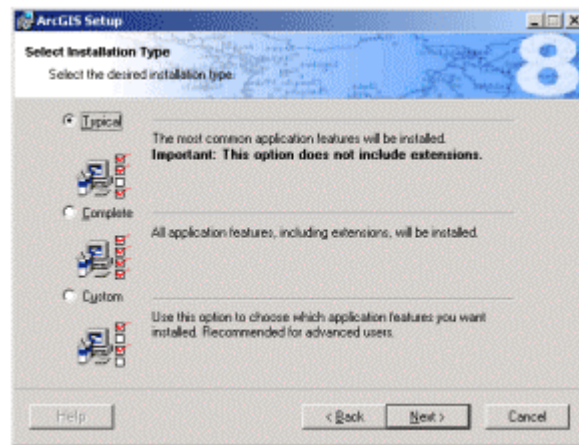 ArcGIS Setup
Select Installation Type
Select the desired installation type.
8
Typical
The most common application features will be installed.
Important: This option does not include extensions.
Complete
All application features, including extensions, will be installed.
Custom
Use this option to choose which application features you want
installed. Recommended for advanced users.
Help
< Back
Next >
Cancel